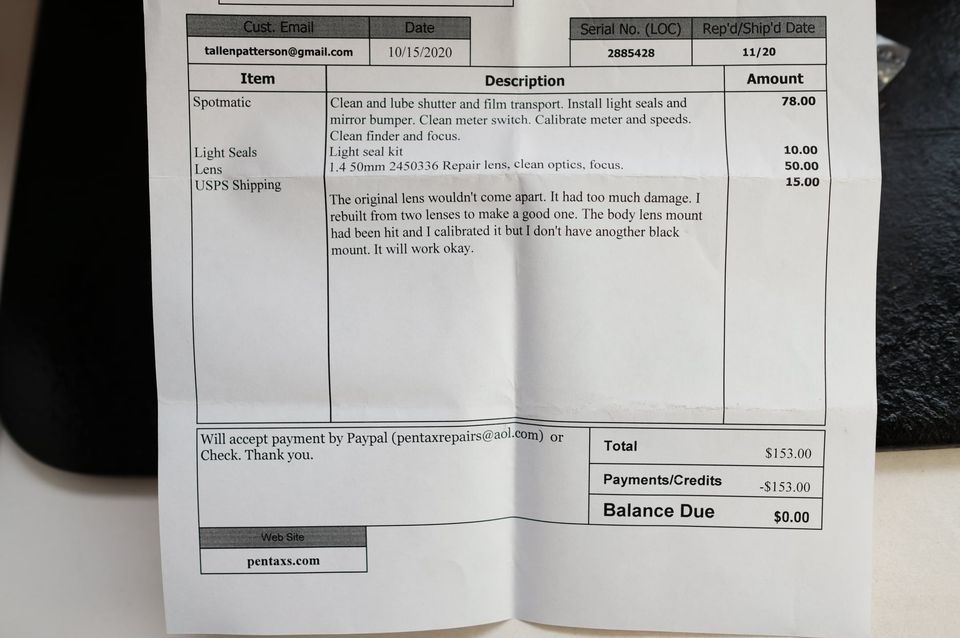 Cust. Email Date Serial No. (LOC) Rep'd/Ship'd Date
tallenpatterson@gmail.com 10/15/2020 2885428 11/20
Item Description Amount
Spotmatic Clean and lube shutter and film transport. Install light seals and 78.00
mirror bumper. Clean meter switch. Calibrate meter and speeds.
Clean finder and focus.
Light Seals Light seal kit 10.00
Lens 1.4 50mm 2450336 Repair lens, clean optics, focus. 50.00
USPS Shipping 15.00
The original lens wouldn't come apart. It had too much damage. I
rebuilt from two lenses to make a good one. The body lens mount
had been hit and I calibrated it but I don't have anogther black
mount. It will work okay.
Will accept payment by Paypal (pentaxrepairs@aol.com) or
Check. Thank you.
Total $153.00
Payments/Credits -$153.00
Balance Due $0.00
Web Site
pentaxs.com